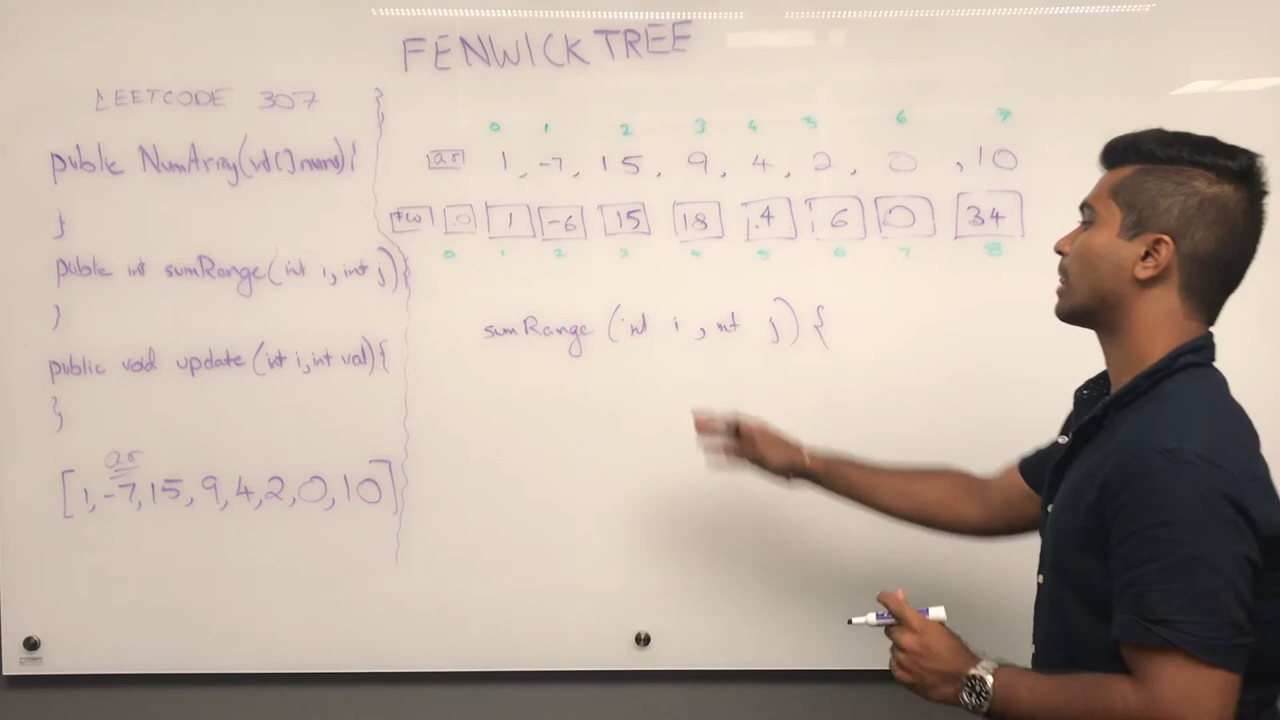 FENWICK TREE
LEETCODE 307 }
public NumArray(int[] nums){
}
public int sumRange(int i, int j){
}
public void update(int i, int val){
}
ar
[1, -7, 15, 9, 4, 2, 0, 10]
0 1 2 3 4 5 6 7
ar 1, -7, 15, 9, 4, 2, 0, 10
fw 0 1 -6 15 18 4 6 0 34
0 1 2 3 4 5 6 7 8
sumRange (int i, int j) {